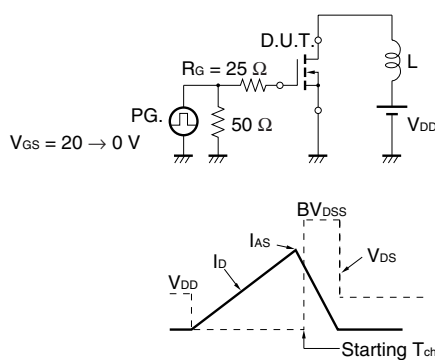 D.U.T.
L
RG = 25 Ω
PG.
50 Ω
VDD
VGS = 20 → 0 V
BVDSS
IAS
ID
VDS
VDD
Starting Tch